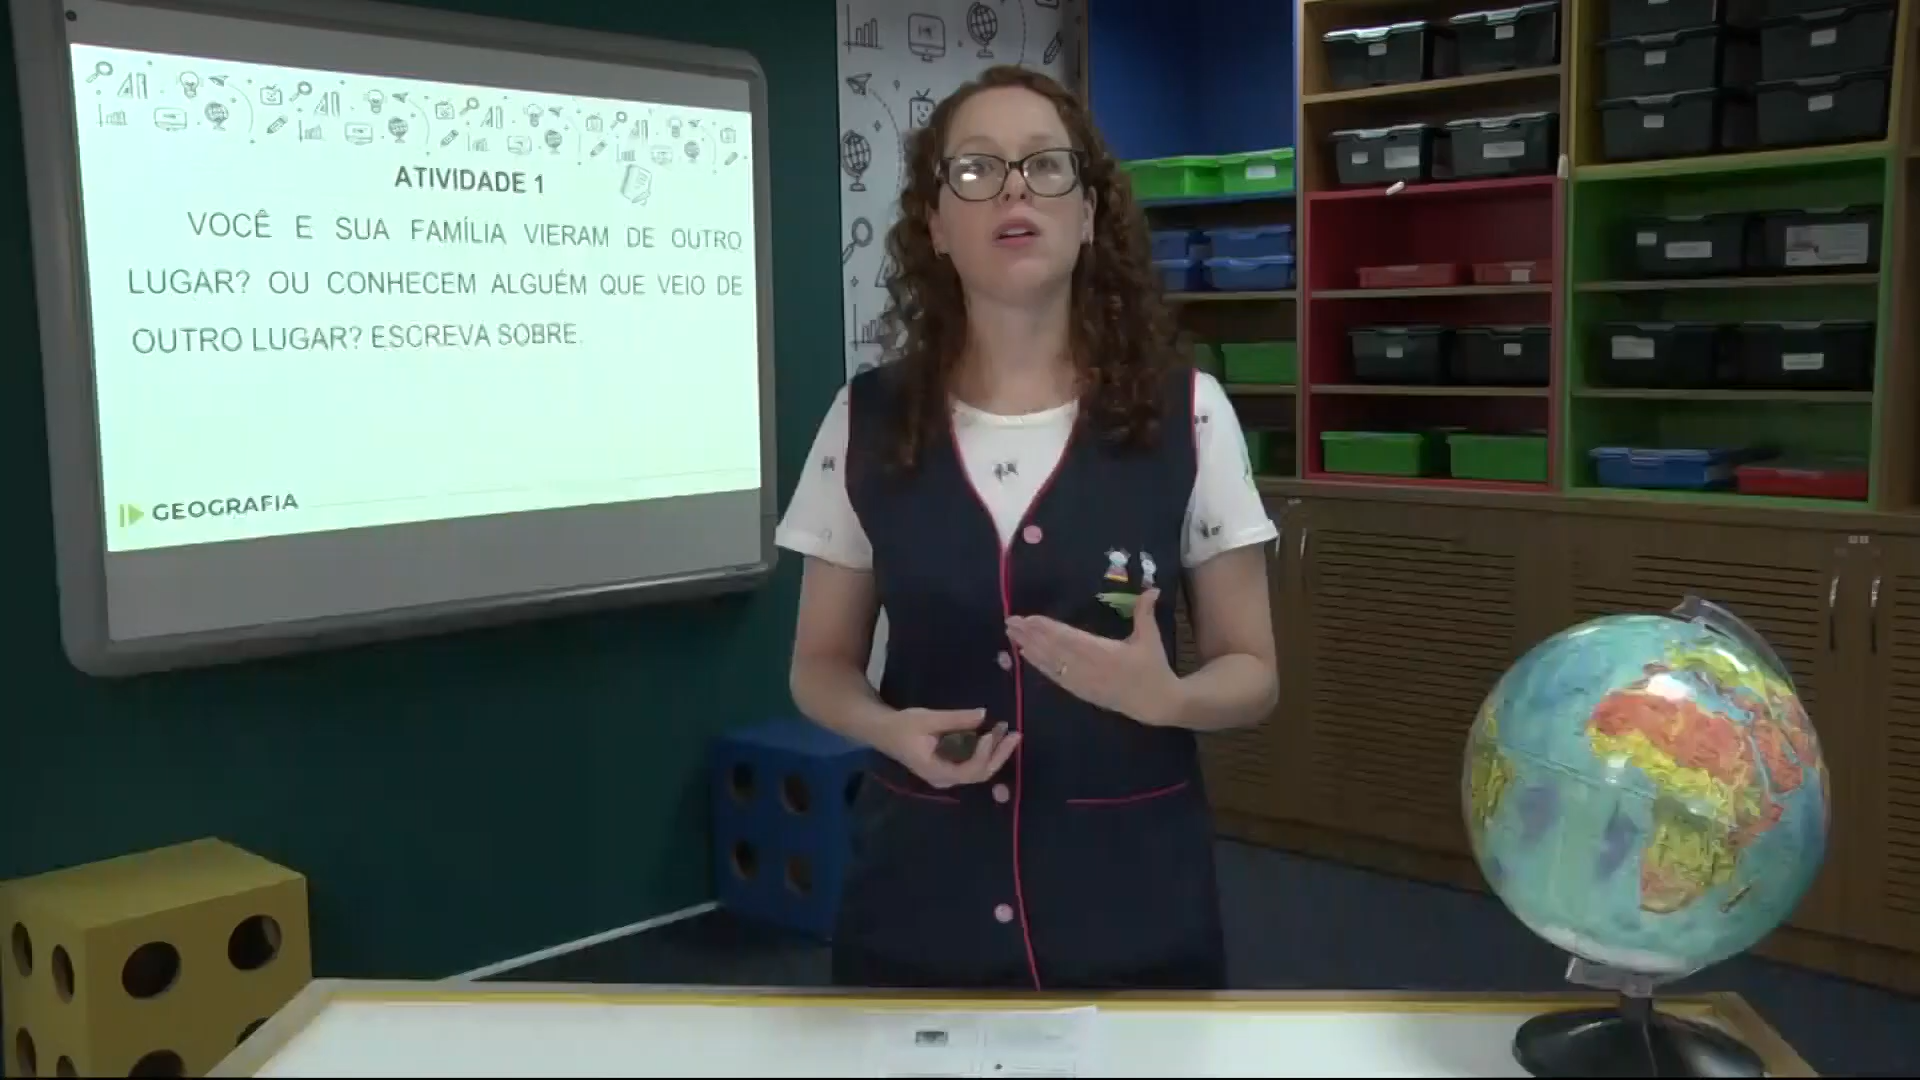 ATIVIDADE 1
VOCÊ E SUA FAMÍLIA VIERAM DE OUTRO
LUGAR? OU CONHECEM ALGUÉM QUE VEIO DE
OUTRO LUGAR? ESCREVA SOBRE.
GEOGRAFIA